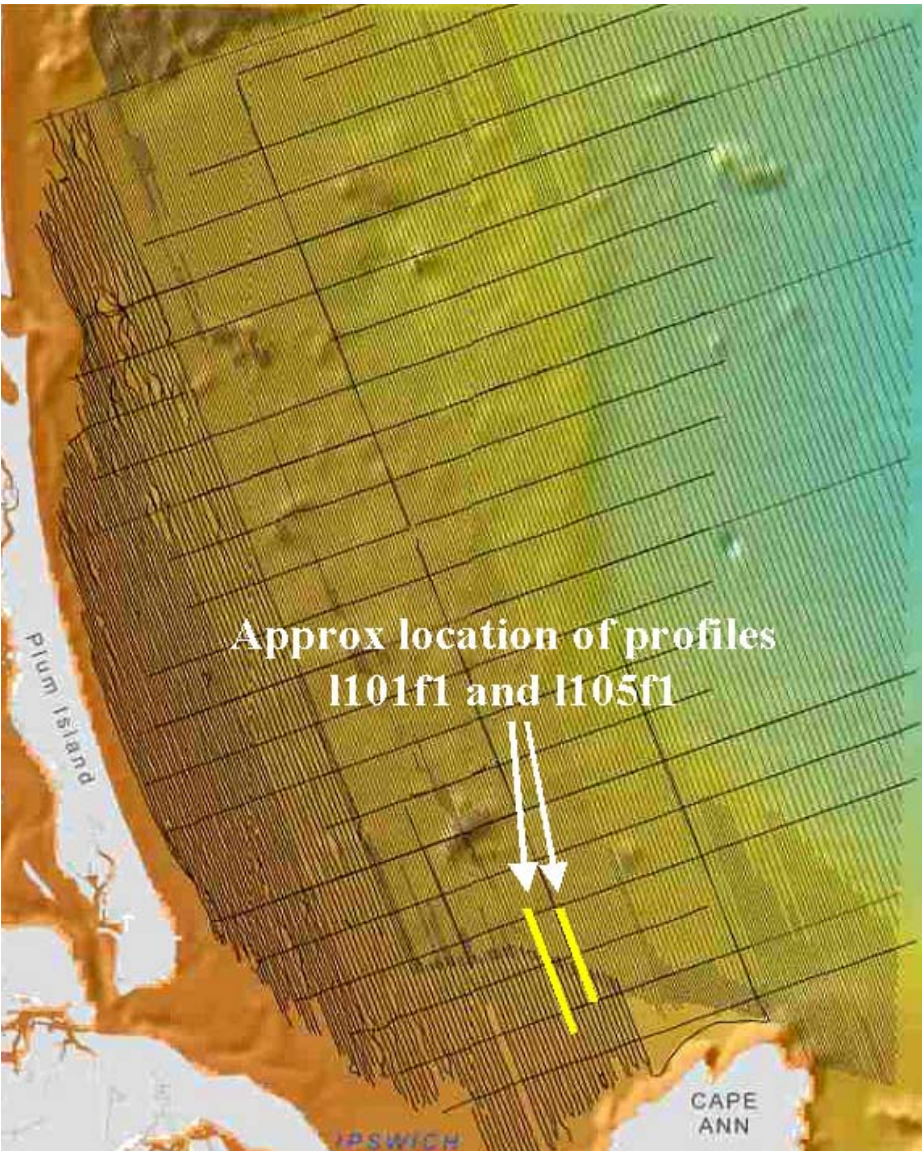 Approx location of profiles
l101f1 and l105f1
Plum Island
CAPE
ANN
IPSWICH